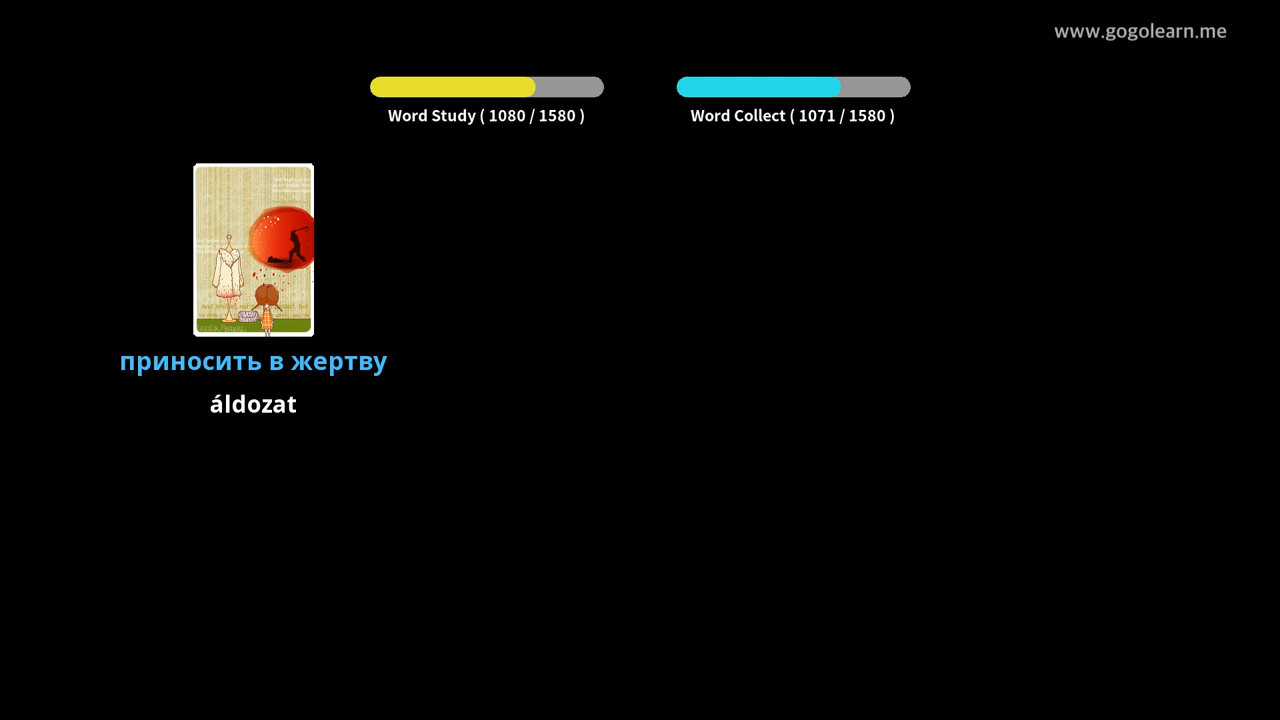 www.gogolearn.me
Word Study ( 1080 / 1580 )
Word Collect ( 1071 / 1580 )
приносить в жертву
áldozat